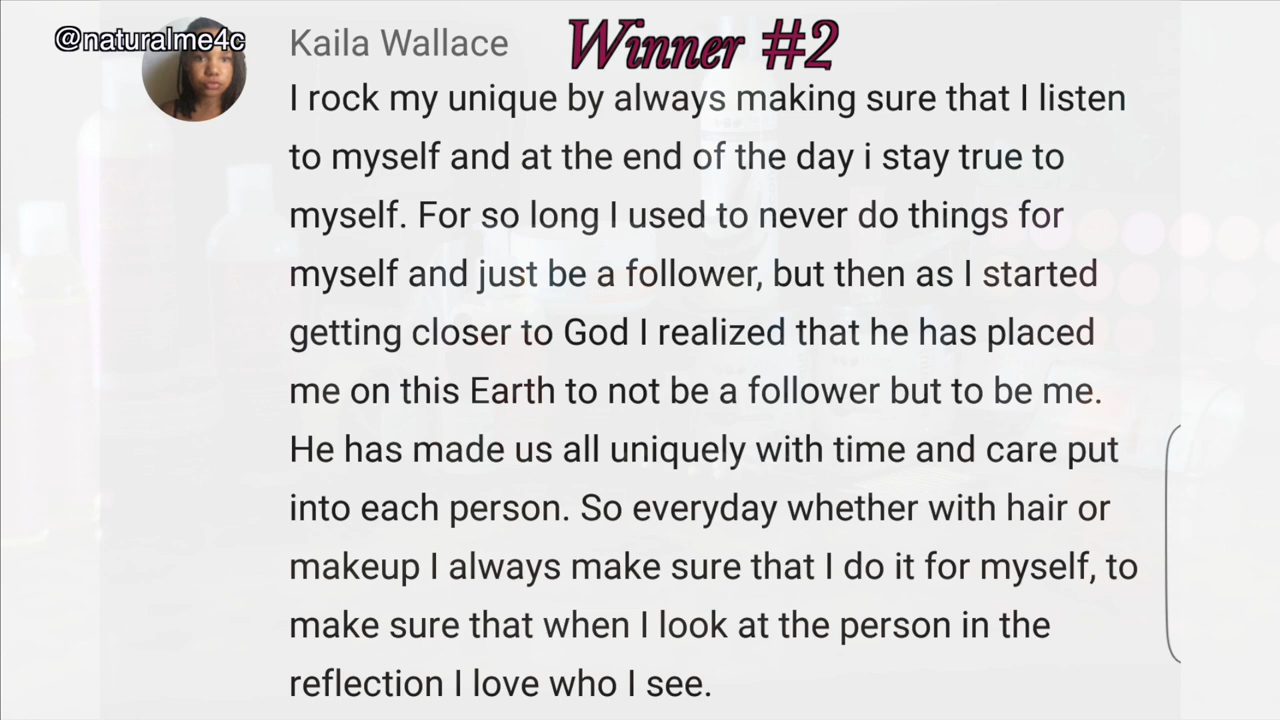 @naturalme4c
Kaila Wallace
Winner #2
I rock my unique by always making sure that I listen
to myself and at the end of the day i stay true to
myself. For so long I used to never do things for
myself and just be a follower, but then as I started
getting closer to God I realized that he has placed
me on this Earth to not be a follower but to be me.
He has made us all uniquely with time and care put
into each person. So everyday whether with hair or
makeup I always make sure that I do it for myself, to
make sure that when I look at the person in the
reflection I love who I see.